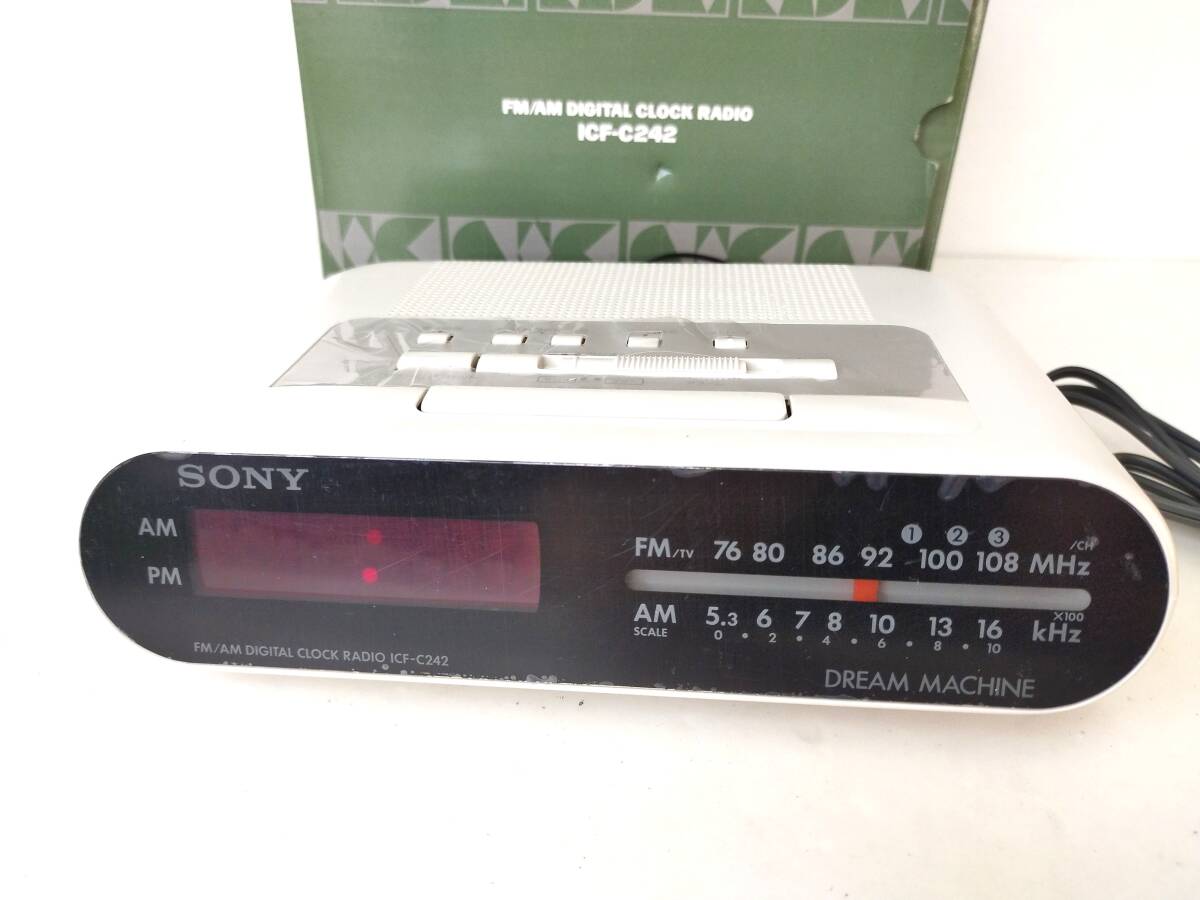 FM/AM DIGITAL CLOCK RADIO
ICF-C242
SONY
AM
PM
FM/AM DIGITAL CLOCK RADIO ICF-C242
1 2 3 /CH
FM/TV 76 80 86 92 100 108 MHz
AM 5.3 6 7 8 10 13 16 ×100 kHz
SCALE 0 • 2 • 4 • 6 • 8 • 10
DREAM MACHINE